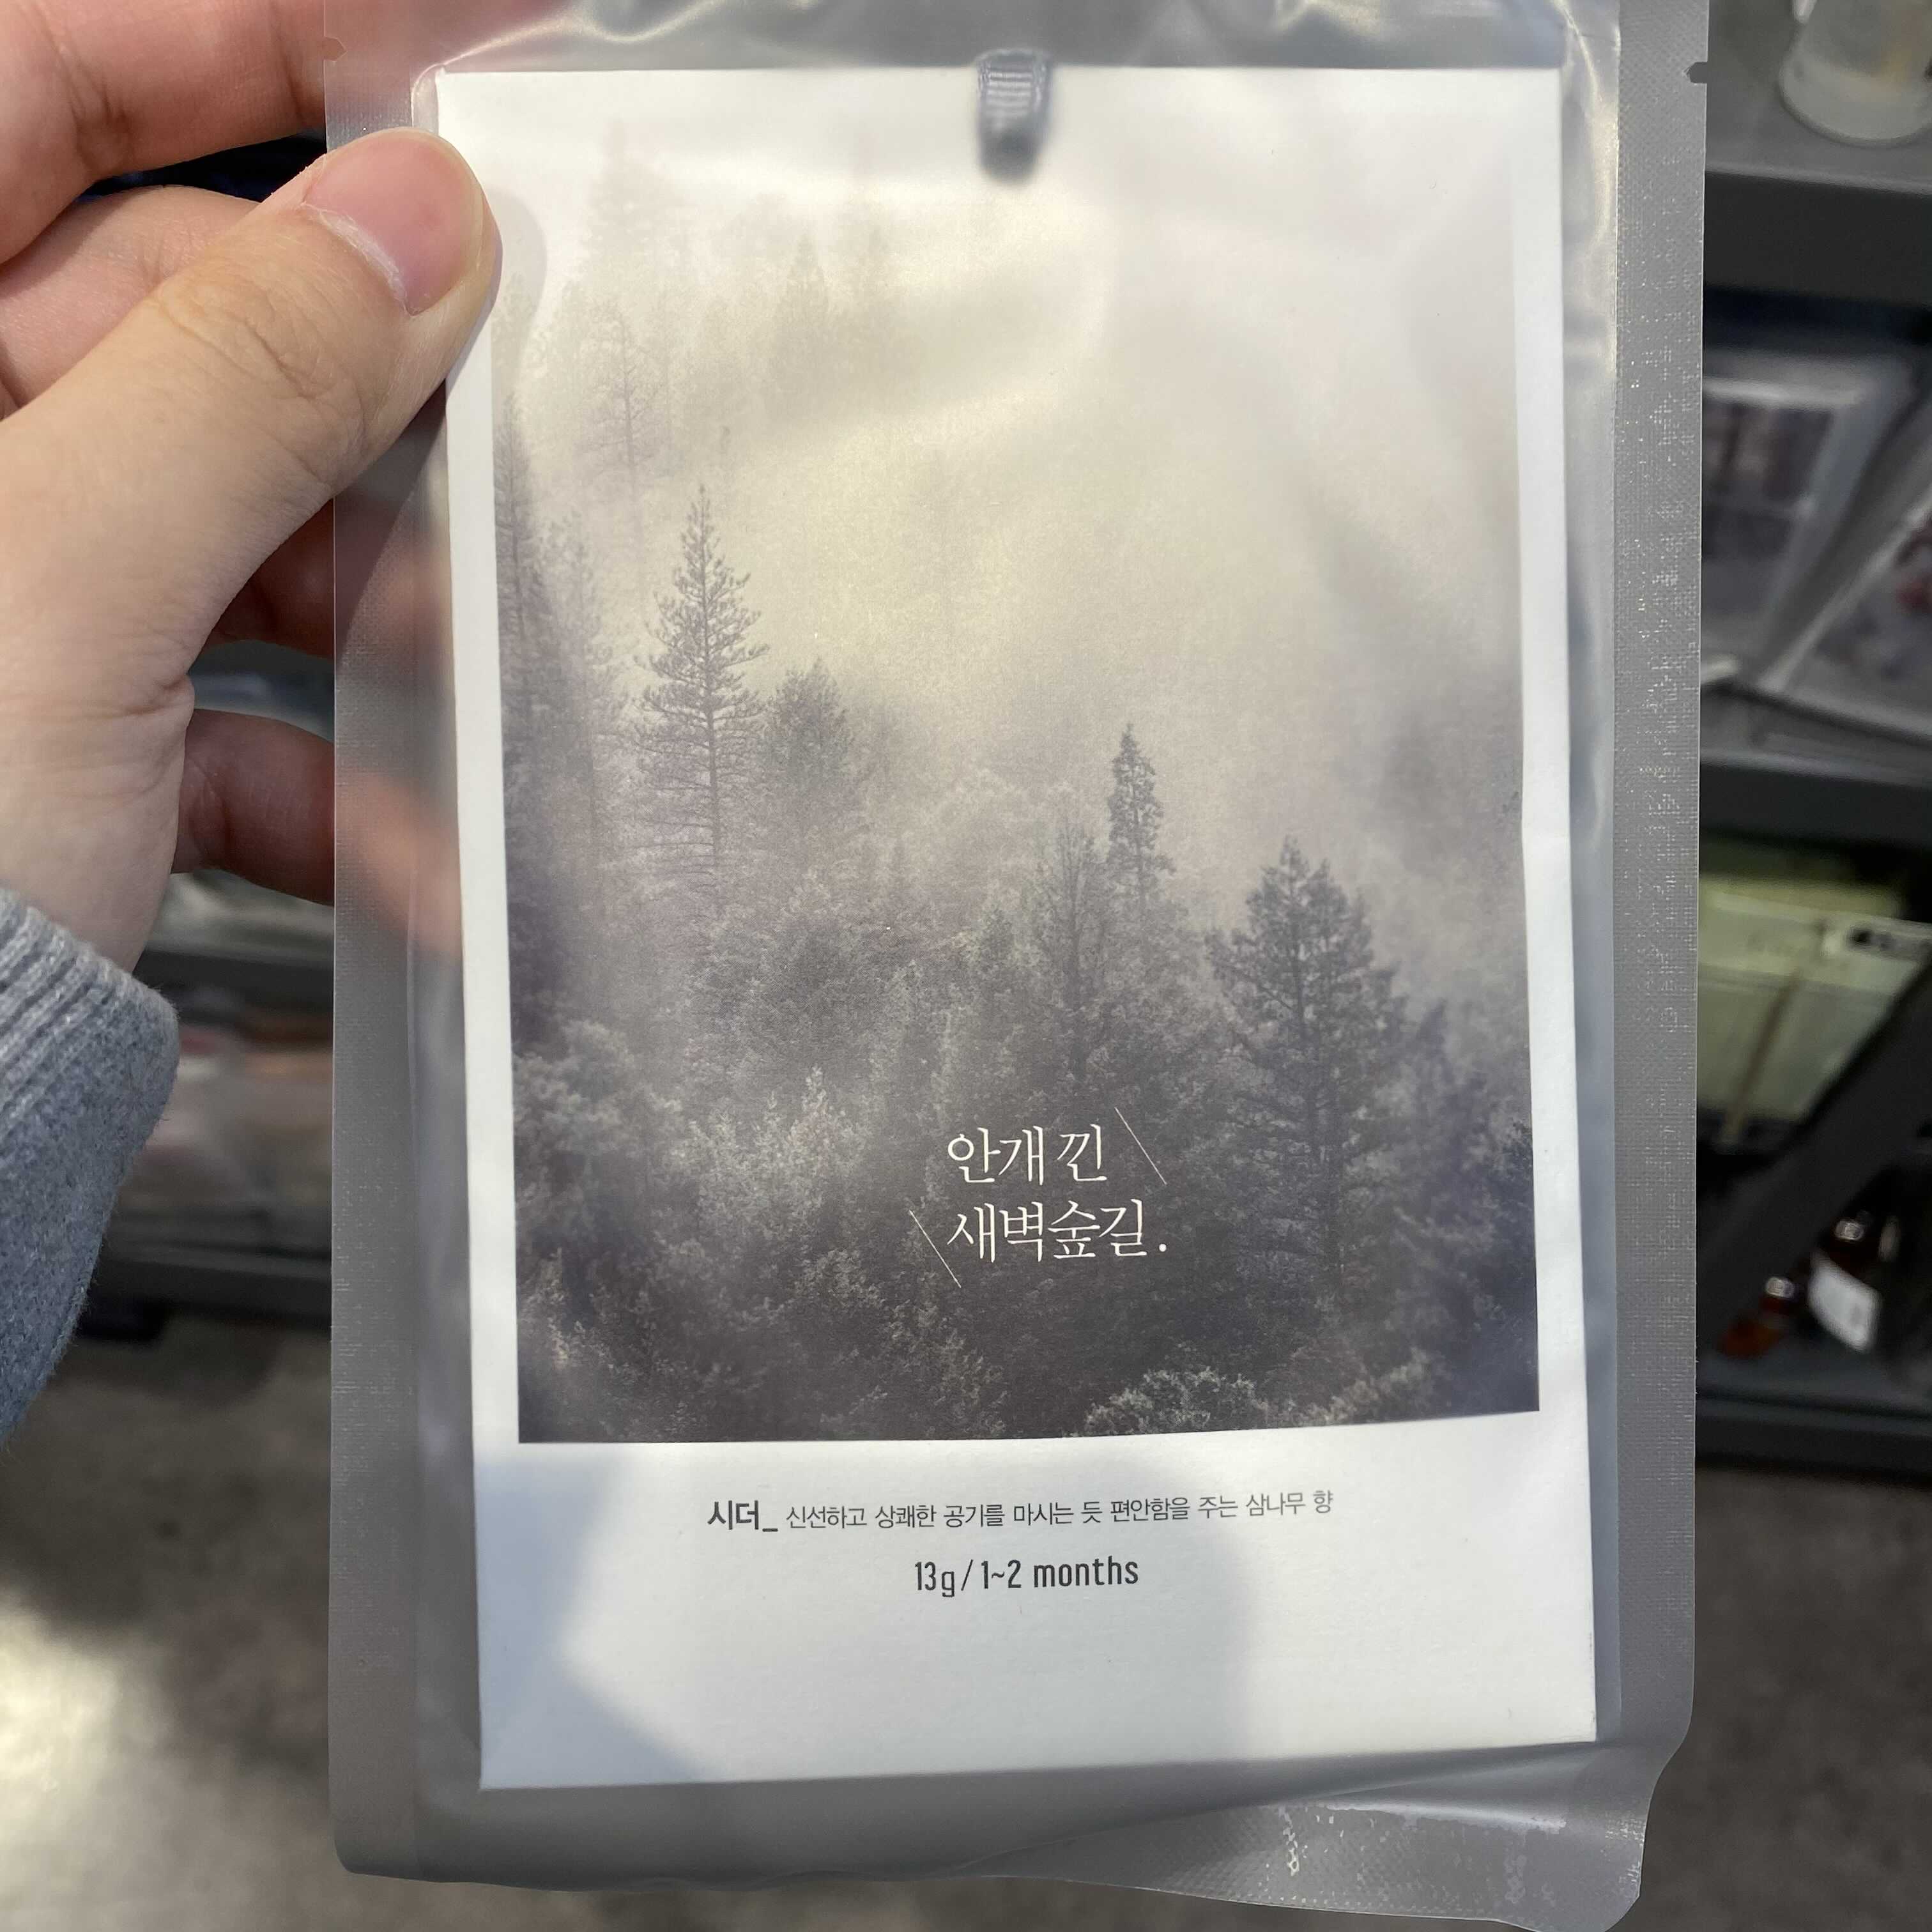 안개 낀
새벽숲길.
시더_ 신선하고 상쾌한 공기를 마시는 듯 편안함을 주는 삼나무 향
13g/1~2 months